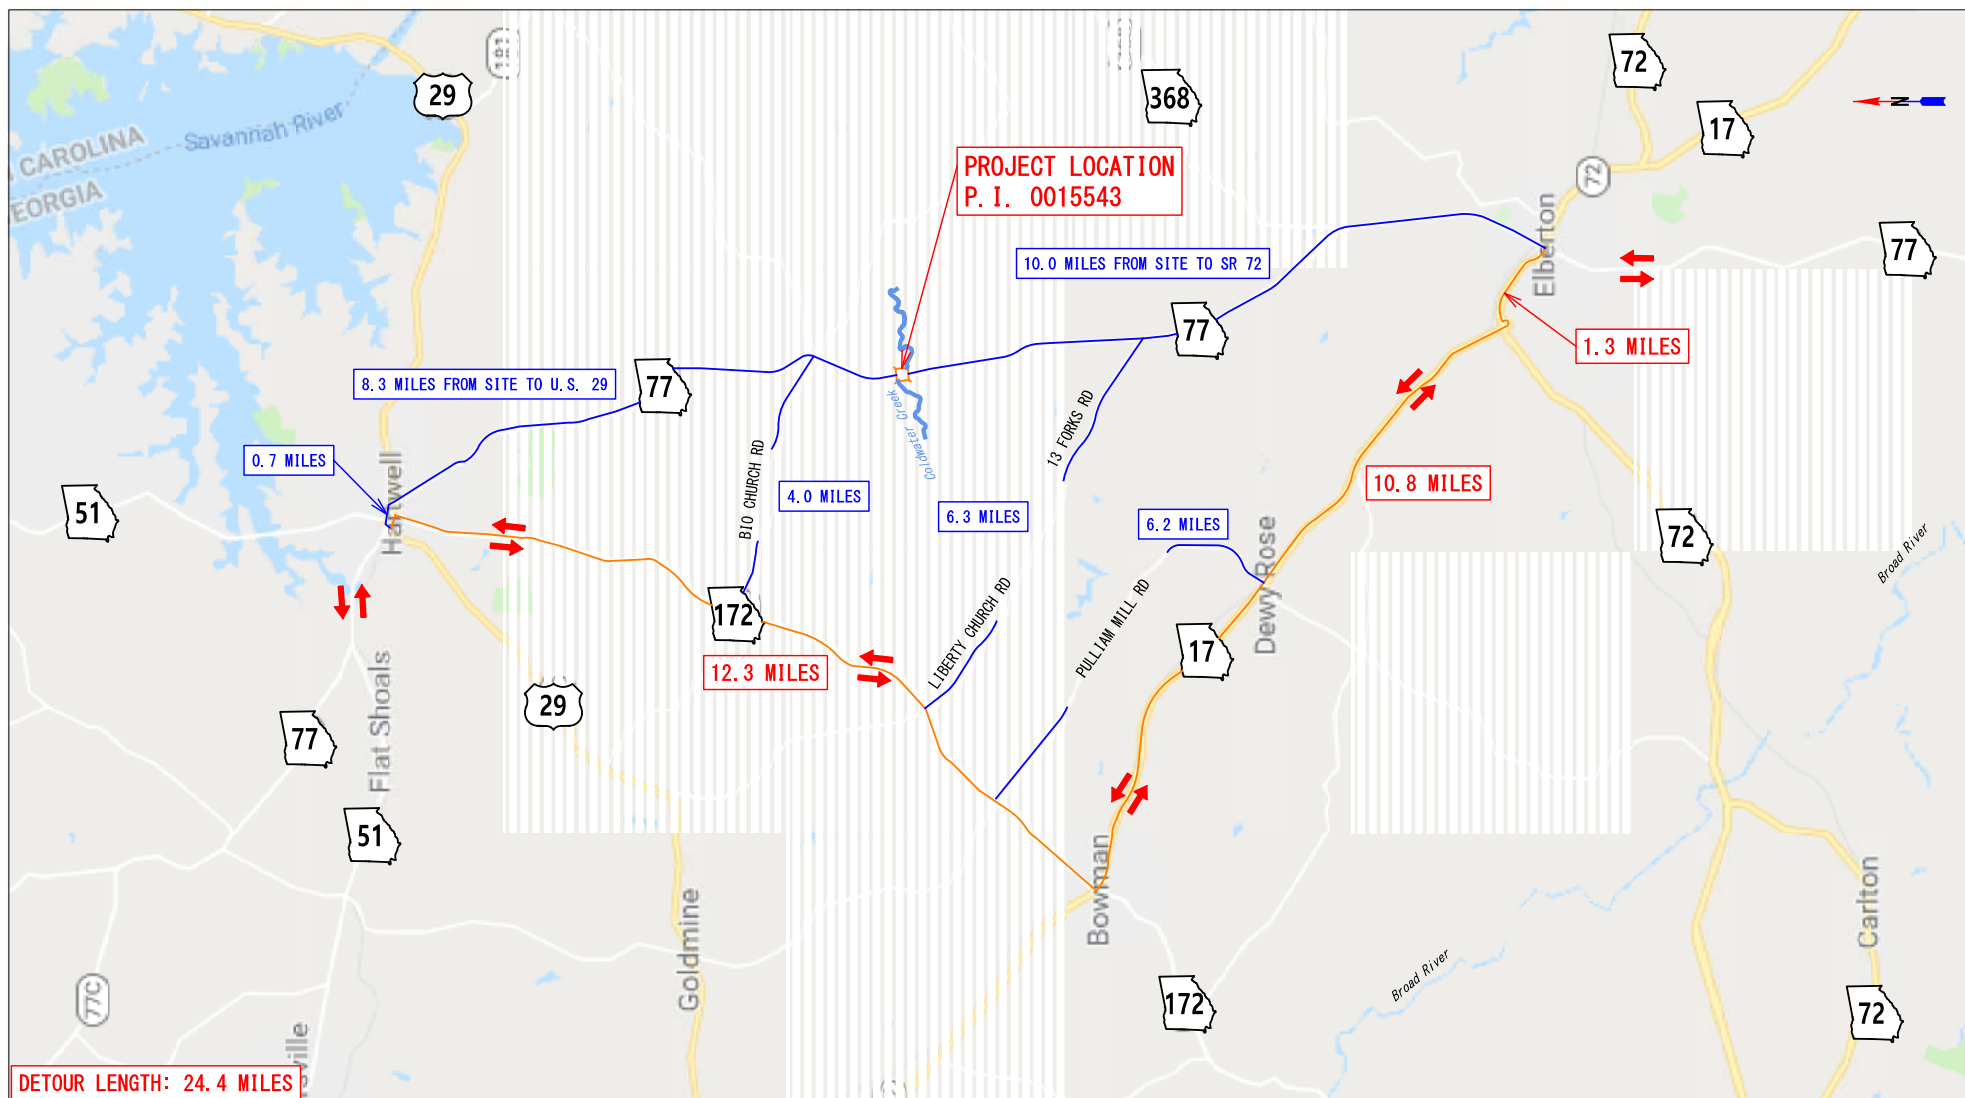 181
368
29
368
72
17
72
77
N
CAROLINA
Savannah River
PROJECT LOCATION
P. I. 0015543
10.0 MILES FROM SITE TO SR 72
Elberton
77
1.3 MILES
8.3 MILES FROM SITE TO U.S. 29
77
Coldwater Creek
13 FORKS RD
0.7 MILES
Hartwell
51
BIO CHURCH RD
4.0 MILES
6.3 MILES
6.2 MILES
10.8 MILES
Dewy Rose
72
Broad River
172
12.3 MILES
LIBERTY CHURCH RD
PULLIAM MILL RD
17
29
77
Flat Shoals
51
Goldmine
Bowman
Carlton
Broad River
77C
172
72
DETOUR LENGTH: 24.4 MILES